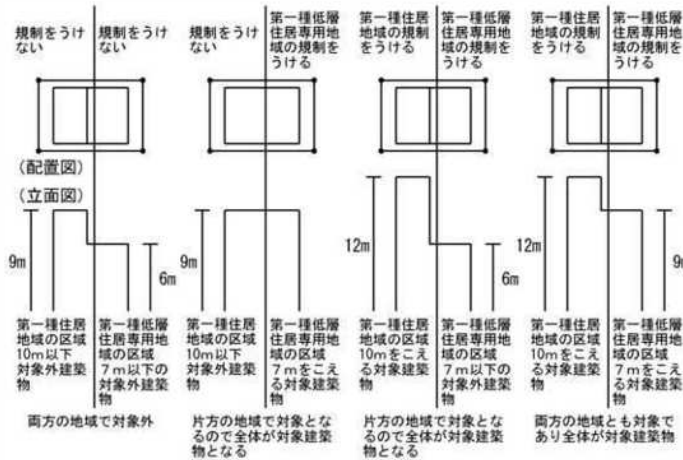 規制をうけ
ない
規制をうけ
ない
規制をうけ
ない
第一種低層
住居専用地
域の規制を
うける
第一種住居
地域の規制
をうける
第一種低層
住居専用地
域の規制を
うける
第一種住居
地域の規制
をうける
第一種低層
住居専用地
域の規制を
うける
(配置図)
(立面図)
9m
6m
9m
12m
6m
12m
9m
第一種住居
地域の区域
10m以下
対象外建築
物
第一種低層
住居専用地
域の区域
7m以下の
対象外建築
物
第一種住居
地域の区域
10m以下
対象外建築
物
第一種低層
住居専用地
域の区域
7mをこえ
る対象建築
物
第一種住居
地域の区域
10mをこえ
る対象建築
物
第一種低層
住居専用地
域の区域
7m以下の
対象外建築
物
第一種住居
地域の区域
10mをこえ
る対象建築
物
第一種低層
住居専用地
域の区域
7mをこえ
る対象建築
物
両方の地域で対象外
片方の地域で対象とな
るので全体が対象建築
物となる
片方の地域で対象とな
るので全体が対象建築
物となる
両方の地域とも対象で
あり全体が対象建築物